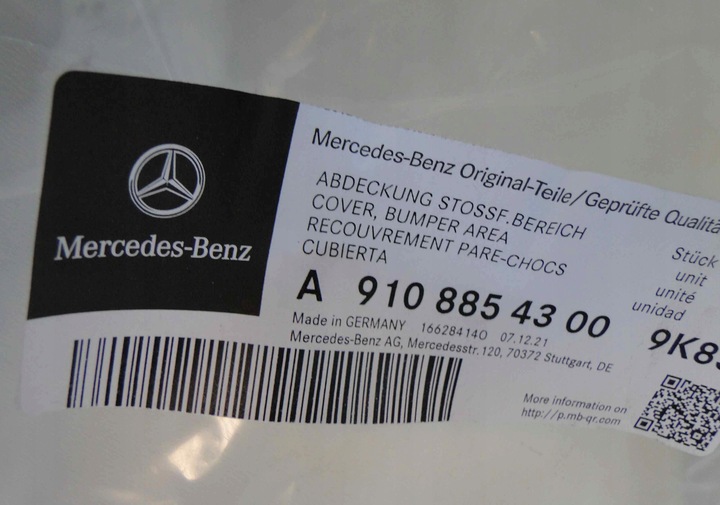 Mercedes-Benz
Mercedes-Benz Original-Teile/Geprüfte Qualitä
ABDECKUNG STOSSF.BEREICH
COVER, BUMPER AREA
RECOUVREMENT PARE-CHOCS
CUBIERTA
Stück
unit
unité
unidad
A 910 885 43 00
9K8
Made in GERMANY 166284140 07.12.21
Mercedes-Benz AG, Mercedesstr. 120, 70372 Stuttgart, DE
More information on
http://p.mb-qr.com